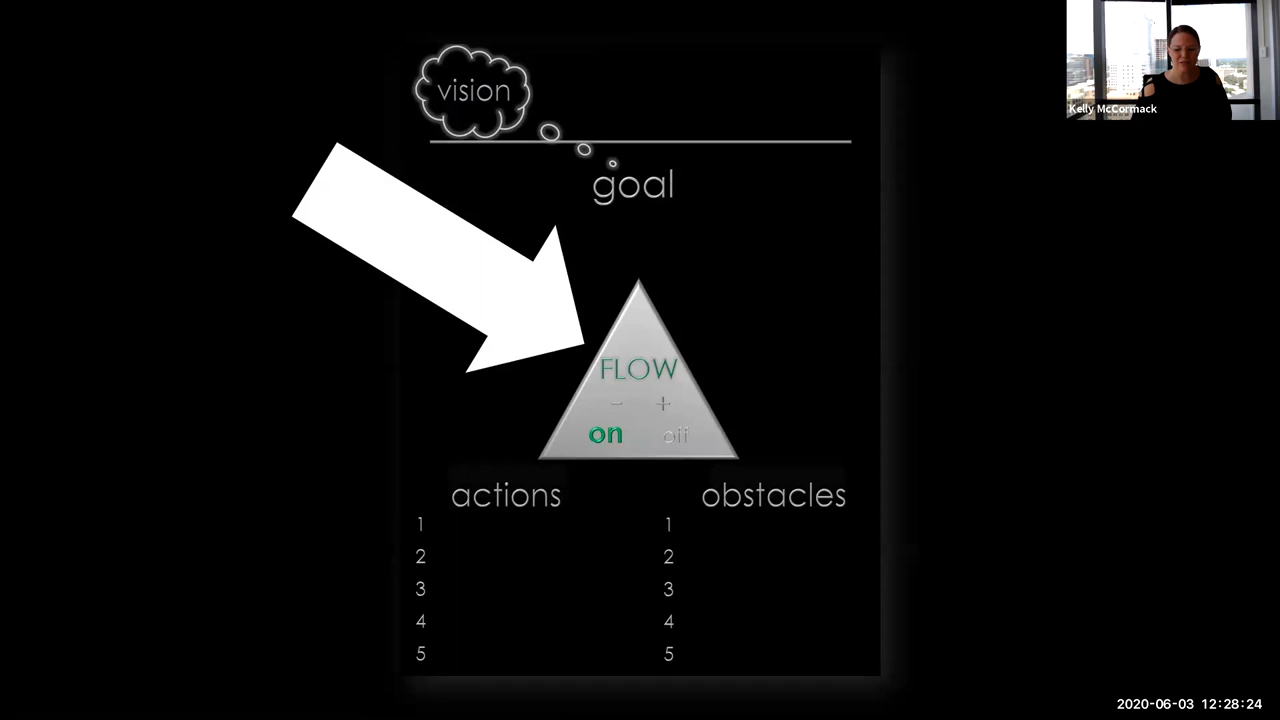 vision
Kelly McCormack
goal
FLOW
- +
on off
actions obstacles
1 1
2 2
3 3
4 4
5 5
2020-06-03 12:28:24